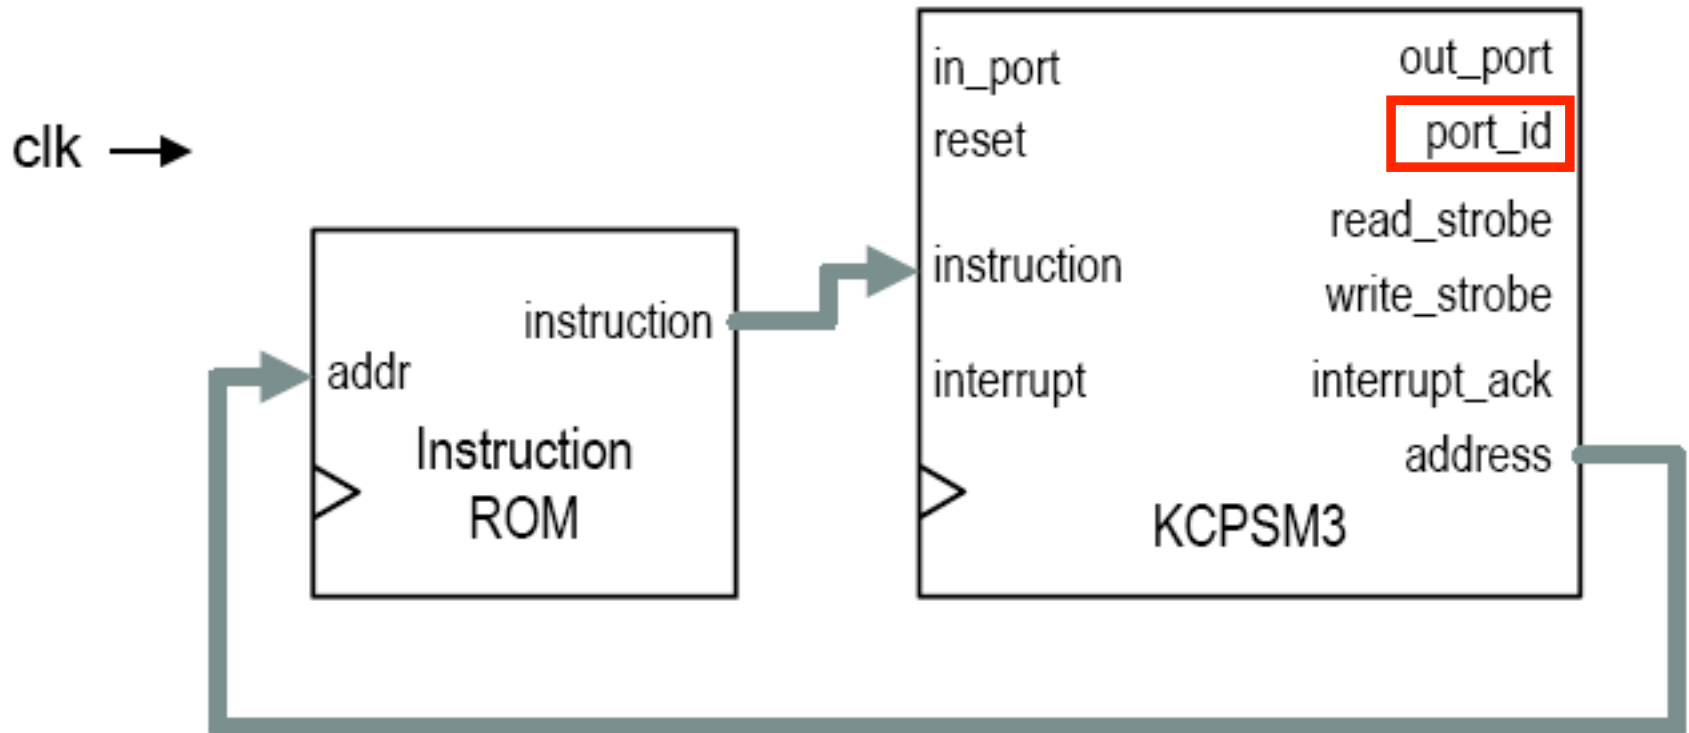 clk
instruction
addr
Instruction
ROM
in_port
reset
instruction
interrupt
out_port
port_id
read_strobe
write_strobe
interrupt_ack
address
KCPSM3